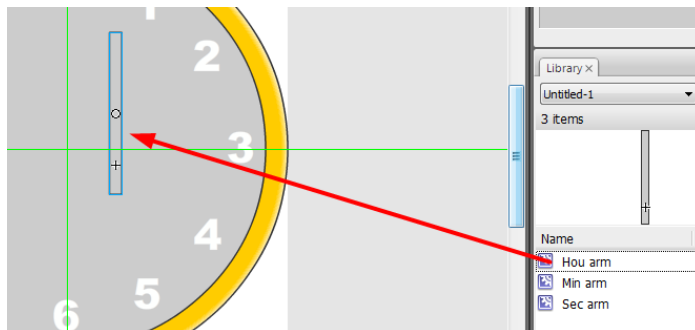 1
2
3
4
5
6
Library ×
Untitled-1
3 items
Name
Hou arm
Min arm
Sec arm